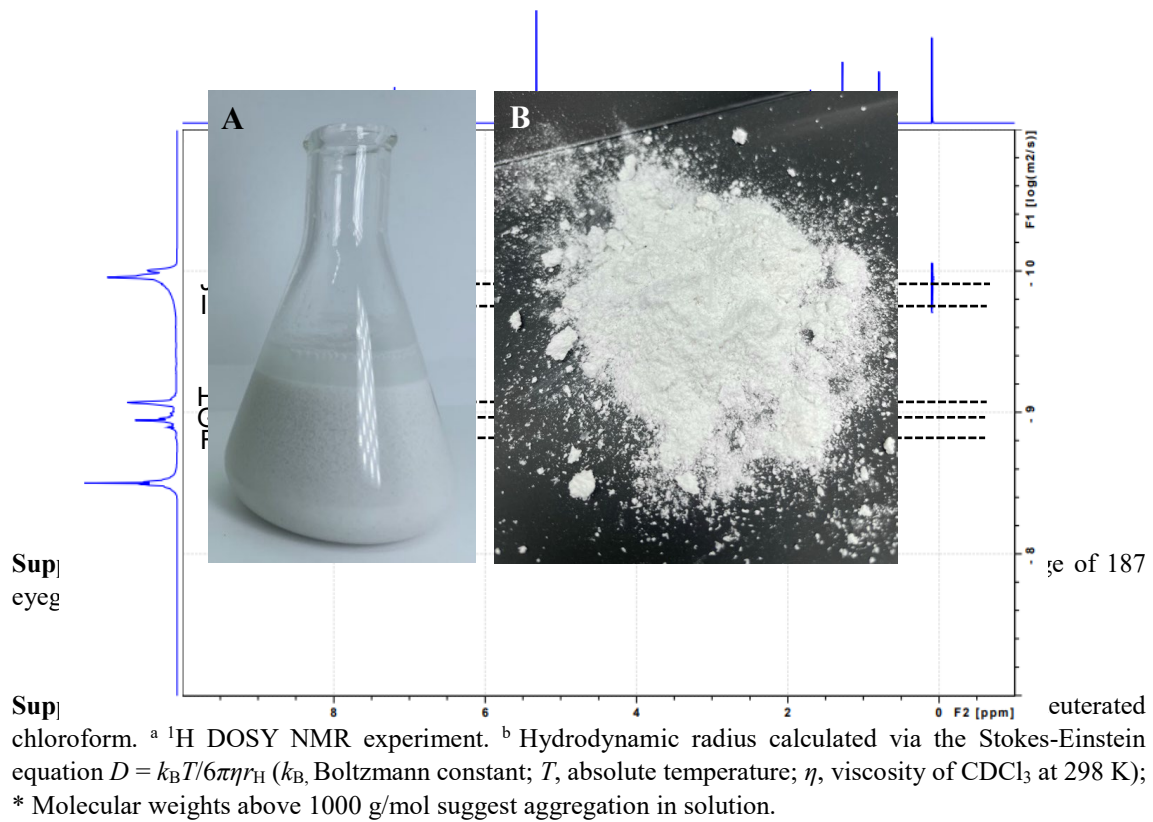 A
B
F1 [log(m2/s)]
-10
-9
-8
J
I
H
G
F
Sup
ge of 187
eyeg
8 6 4 2 0 F2 [ppm]
Sup
euterated
chloroform. ᵃ ¹H DOSY NMR experiment. ᵇ Hydrodynamic radius calculated via the Stokes-Einstein
equation D = kBT/6πηrH (kB, Boltzmann constant; T, absolute temperature; η, viscosity of CDCl₃ at 298 K);
* Molecular weights above 1000 g/mol suggest aggregation in solution.